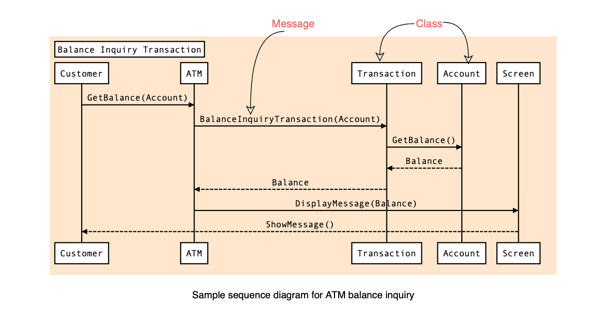 Message
Class
Balance Inquiry Transaction
Customer
ATM
Transaction
Account
Screen
GetBalance(Account)
BalanceInquiryTransaction(Account)
GetBalance()
Balance
Balance
DisplayMessage(Balance)
ShowMessage()
Customer
ATM
Transaction
Account
Screen
Sample sequence diagram for ATM balance inquiry